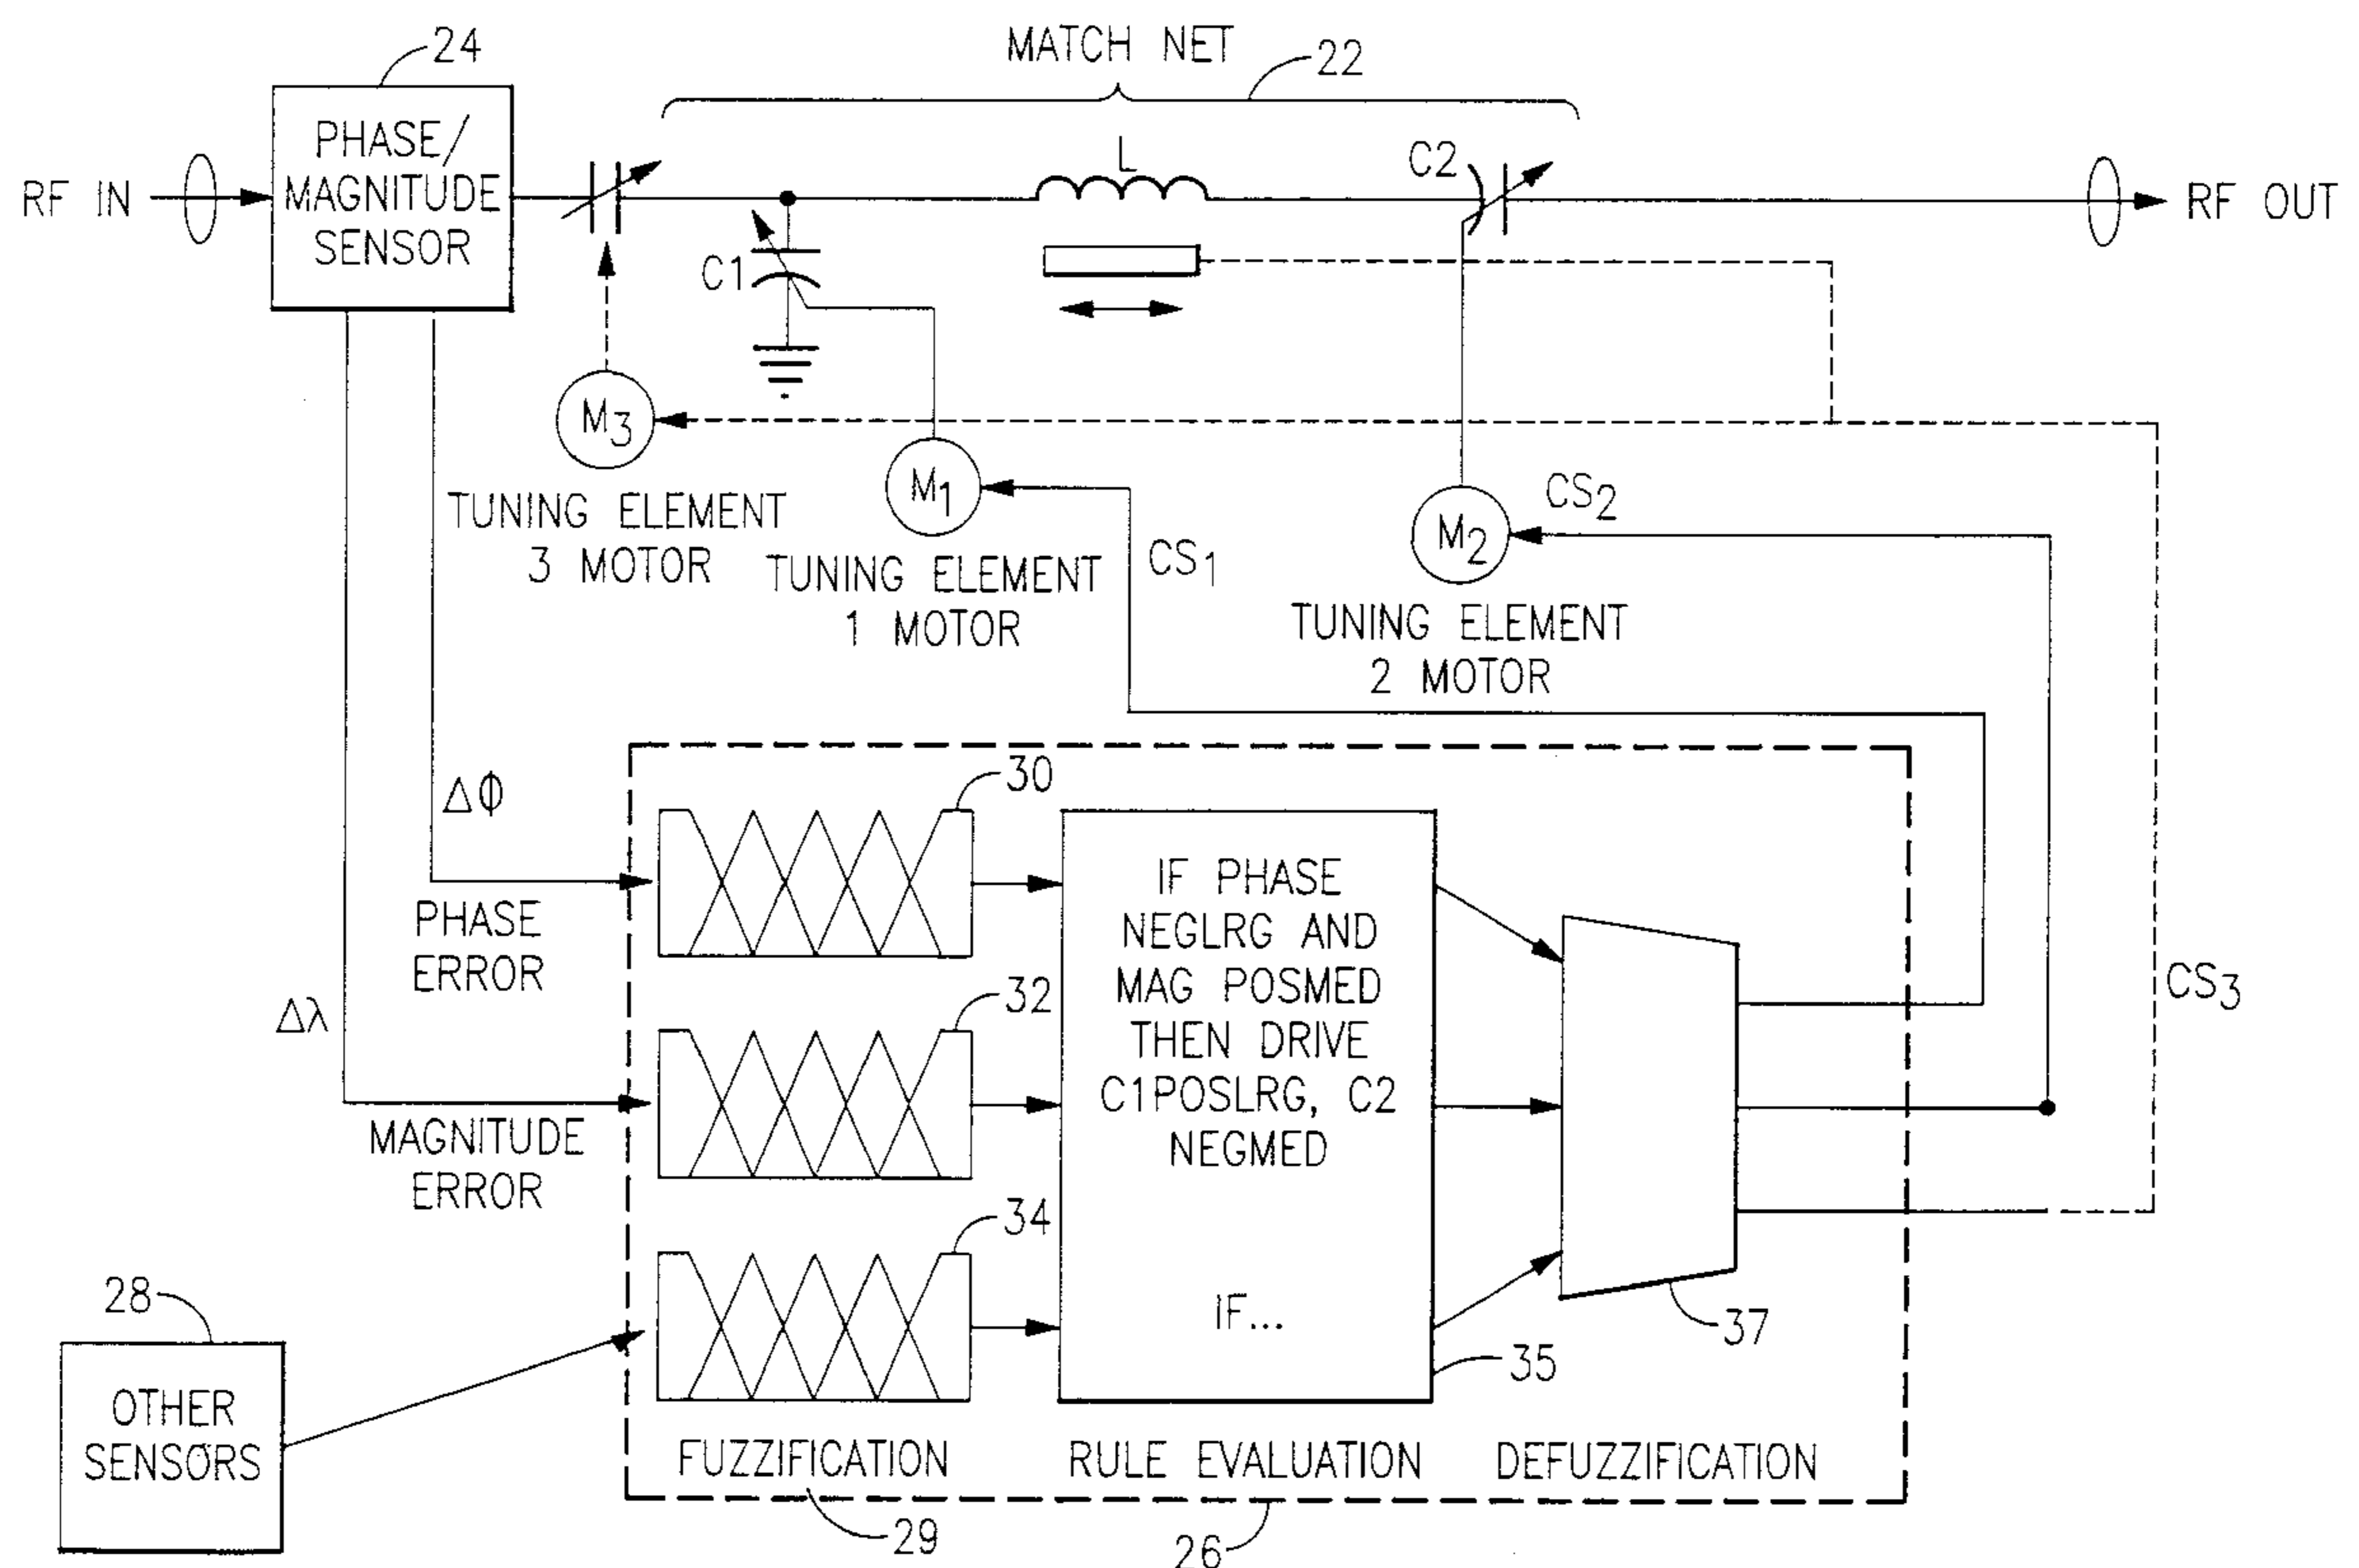 24
MATCH NET
22
PHASE/
MAGNITUDE
SENSOR
RF IN
L
C2
RF OUT
C1
M3
M1
M2
CS2
TUNING ELEMENT
3 MOTOR
TUNING ELEMENT
1 MOTOR
CS1
TUNING ELEMENT
2 MOTOR
ΔΦ
30
PHASE
ERROR
IF PHASE
NEGLRG AND
MAG POSMED
THEN DRIVE
C1POSLRG, C2
NEGMED
IF...
Δλ
32
CS3
MAGNITUDE
ERROR
34
28
37
35
OTHER
SENSORS
FUZZIFICATION
RULE EVALUATION
DEFUZZIFICATION
29
26